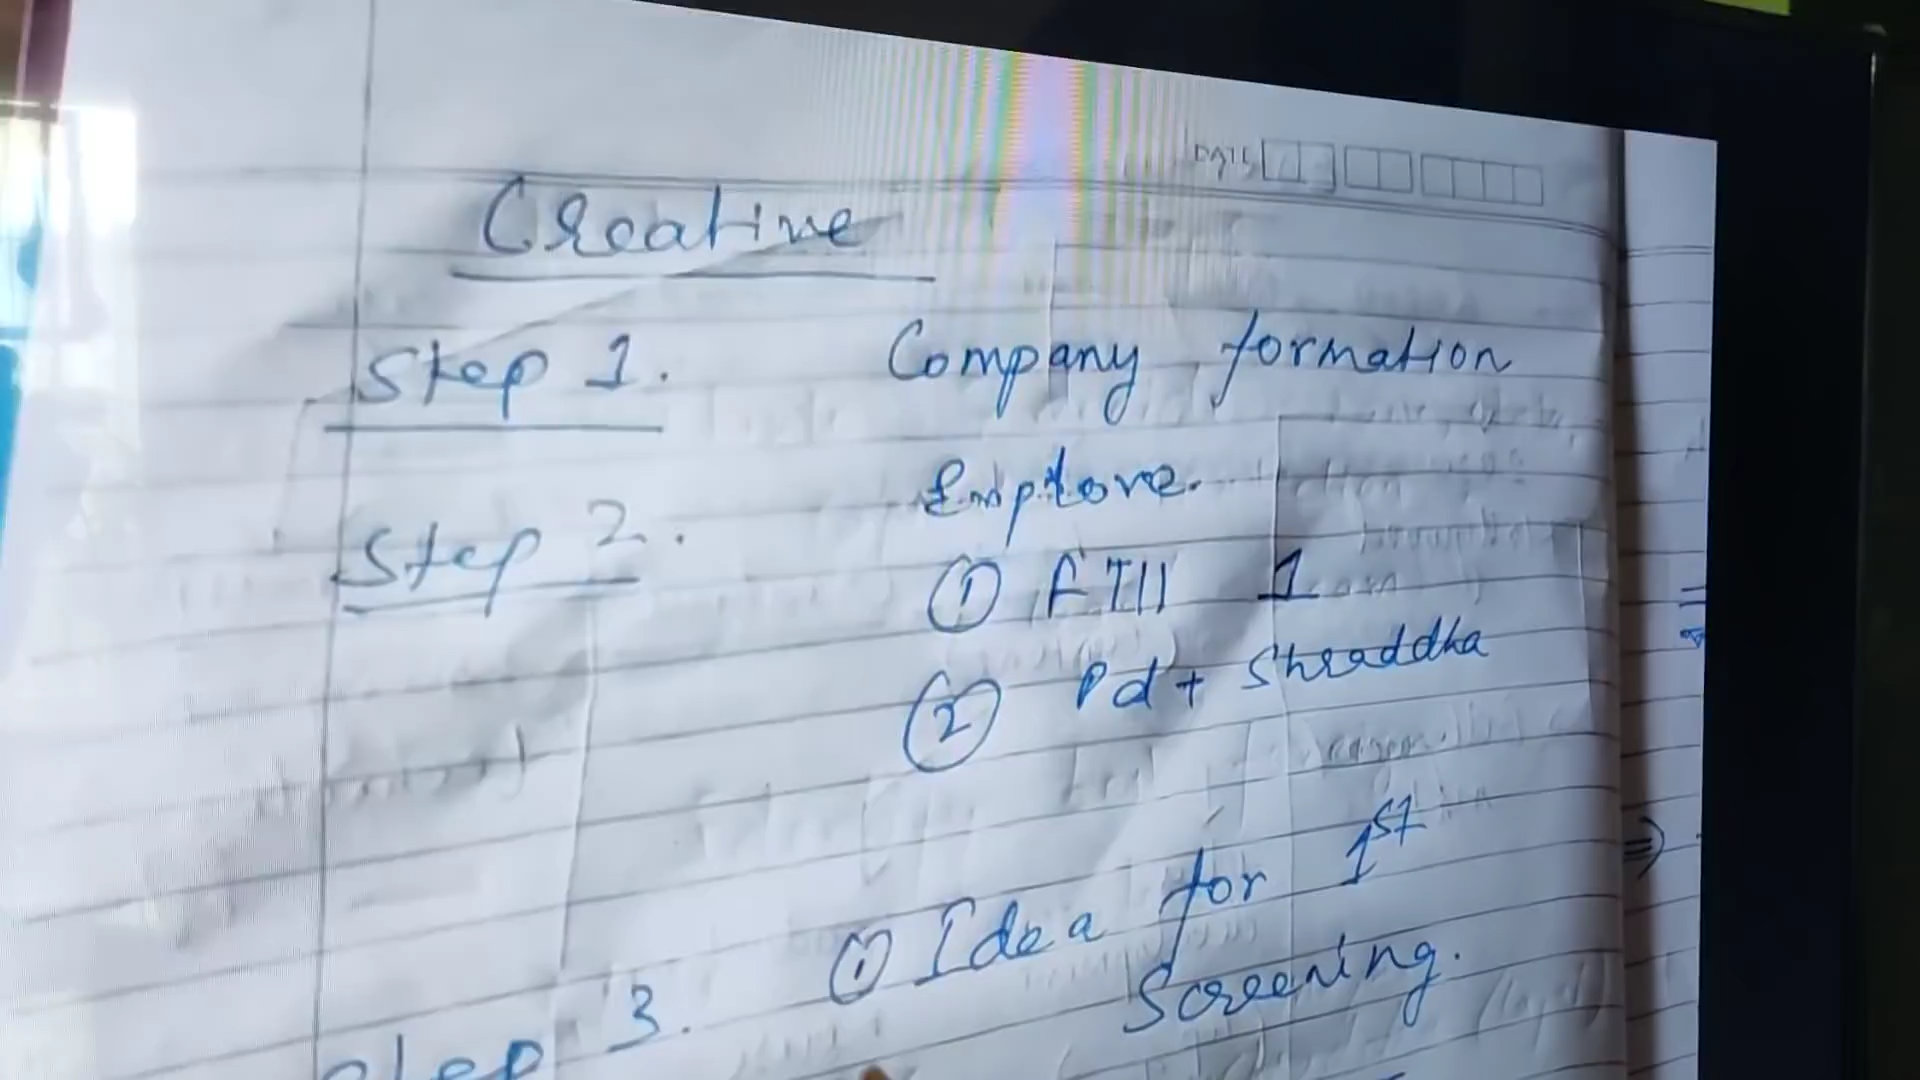 DATE
Creative
Step 1. Company formation
Step 2. Explore.
① FTII 1
② Pd + Shraddha
Step 3. ① Idea for 1st
Screening.